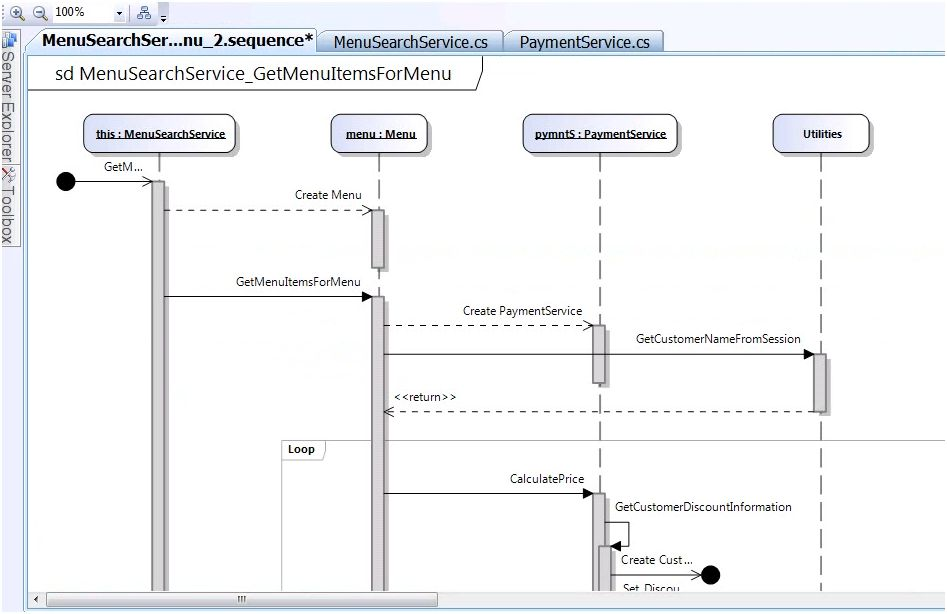 100%
MenuSearchSer...nu_2.sequence*
MenuSearchService.cs
PaymentService.cs
Server Explorer
Toolbox
sd MenuSearchService_GetMenuItemsForMenu
this : MenuSearchService
menu : Menu
pymntS : PaymentService
Utilities
GetM...
Create Menu
GetMenuItemsForMenu
Create PaymentService
GetCustomerNameFromSession
<<return>>
Loop
CalculatePrice
GetCustomerDiscountInformation
Create Cust...
Set_Discou